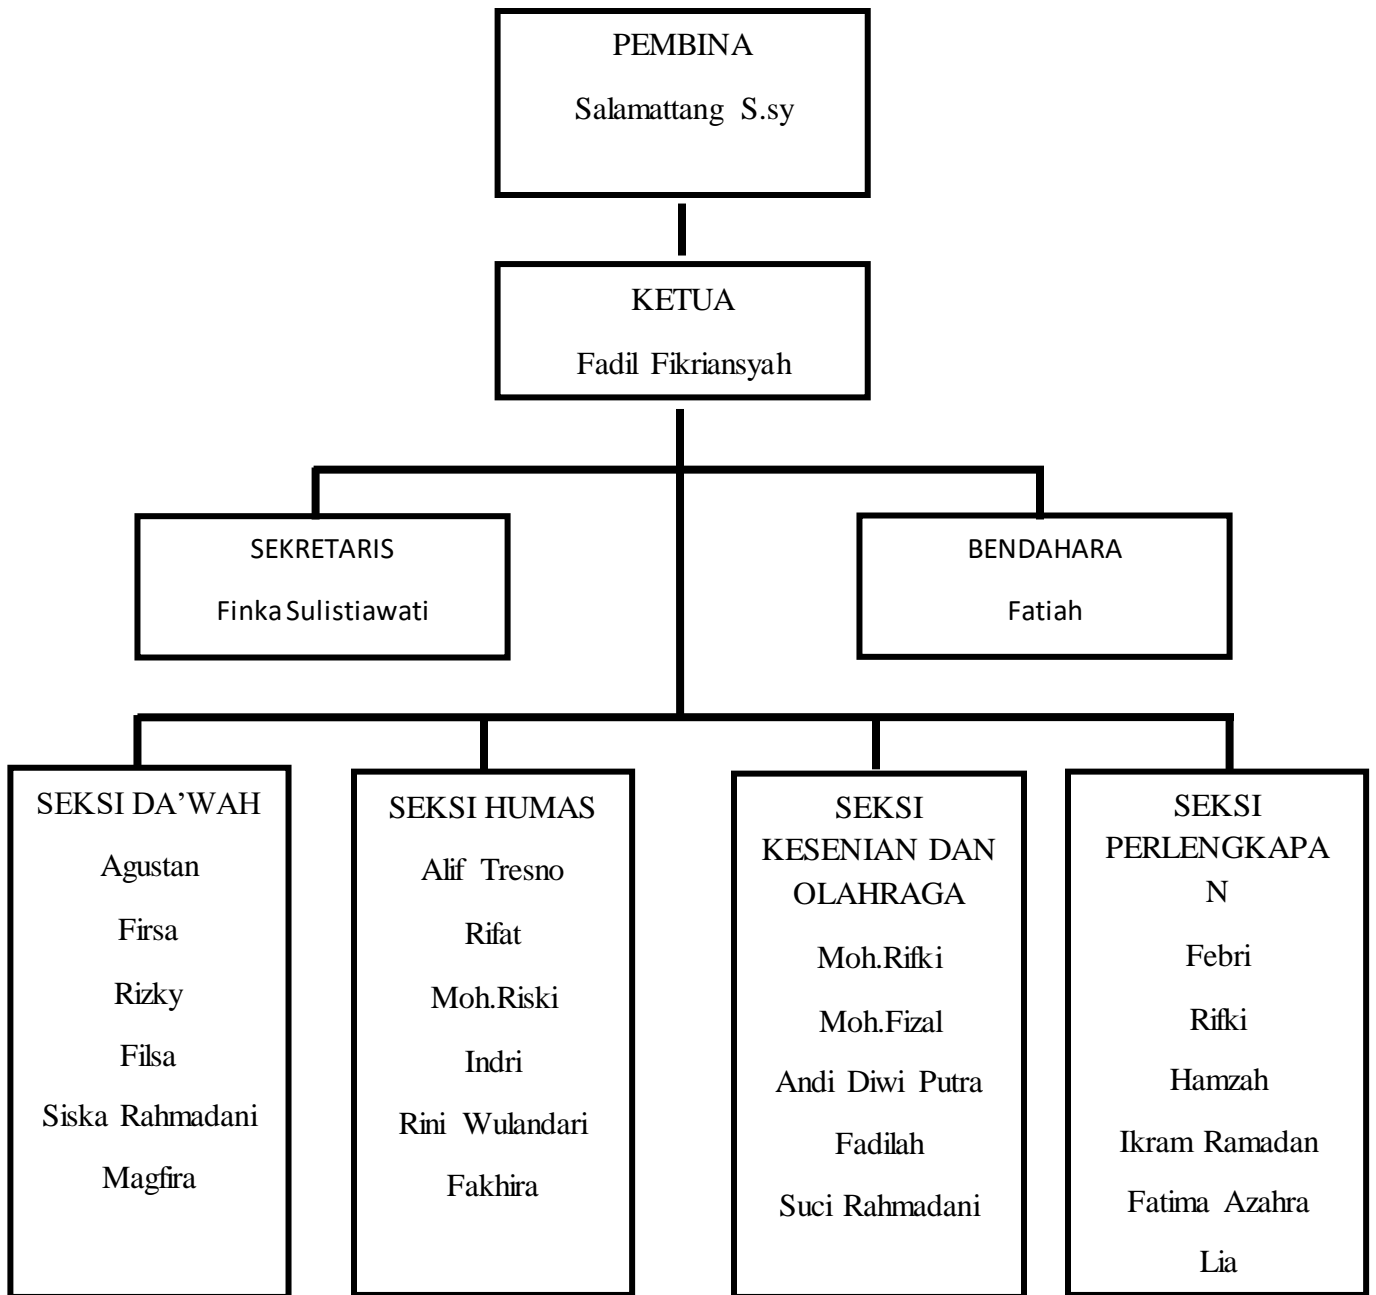 PEMBINA
Salamattang S.sy
KETUA
Fadil Fikriansyah
SEKRETARIS
Finka Sulistiawati
BENDAHARA
Fatiah
SEKSI DA’WAH
Agustan
Firsa
Rizky
Filsa
Siska Rahmadani
Magfira
SEKSI HUMAS
Alif Tresno
Rifat
Moh.Riski
Indri
Rini Wulandari
Fakhira
SEKSI
KESENIAN DAN
OLAHRAGA
Moh.Rifki
Moh.Fizal
Andi Diwi Putra
Fadilah
Suci Rahmadani
SEKSI
PERLENGKAPA
N
Febri
Rifki
Hamzah
Ikram Ramadan
Fatima Azahra
Lia